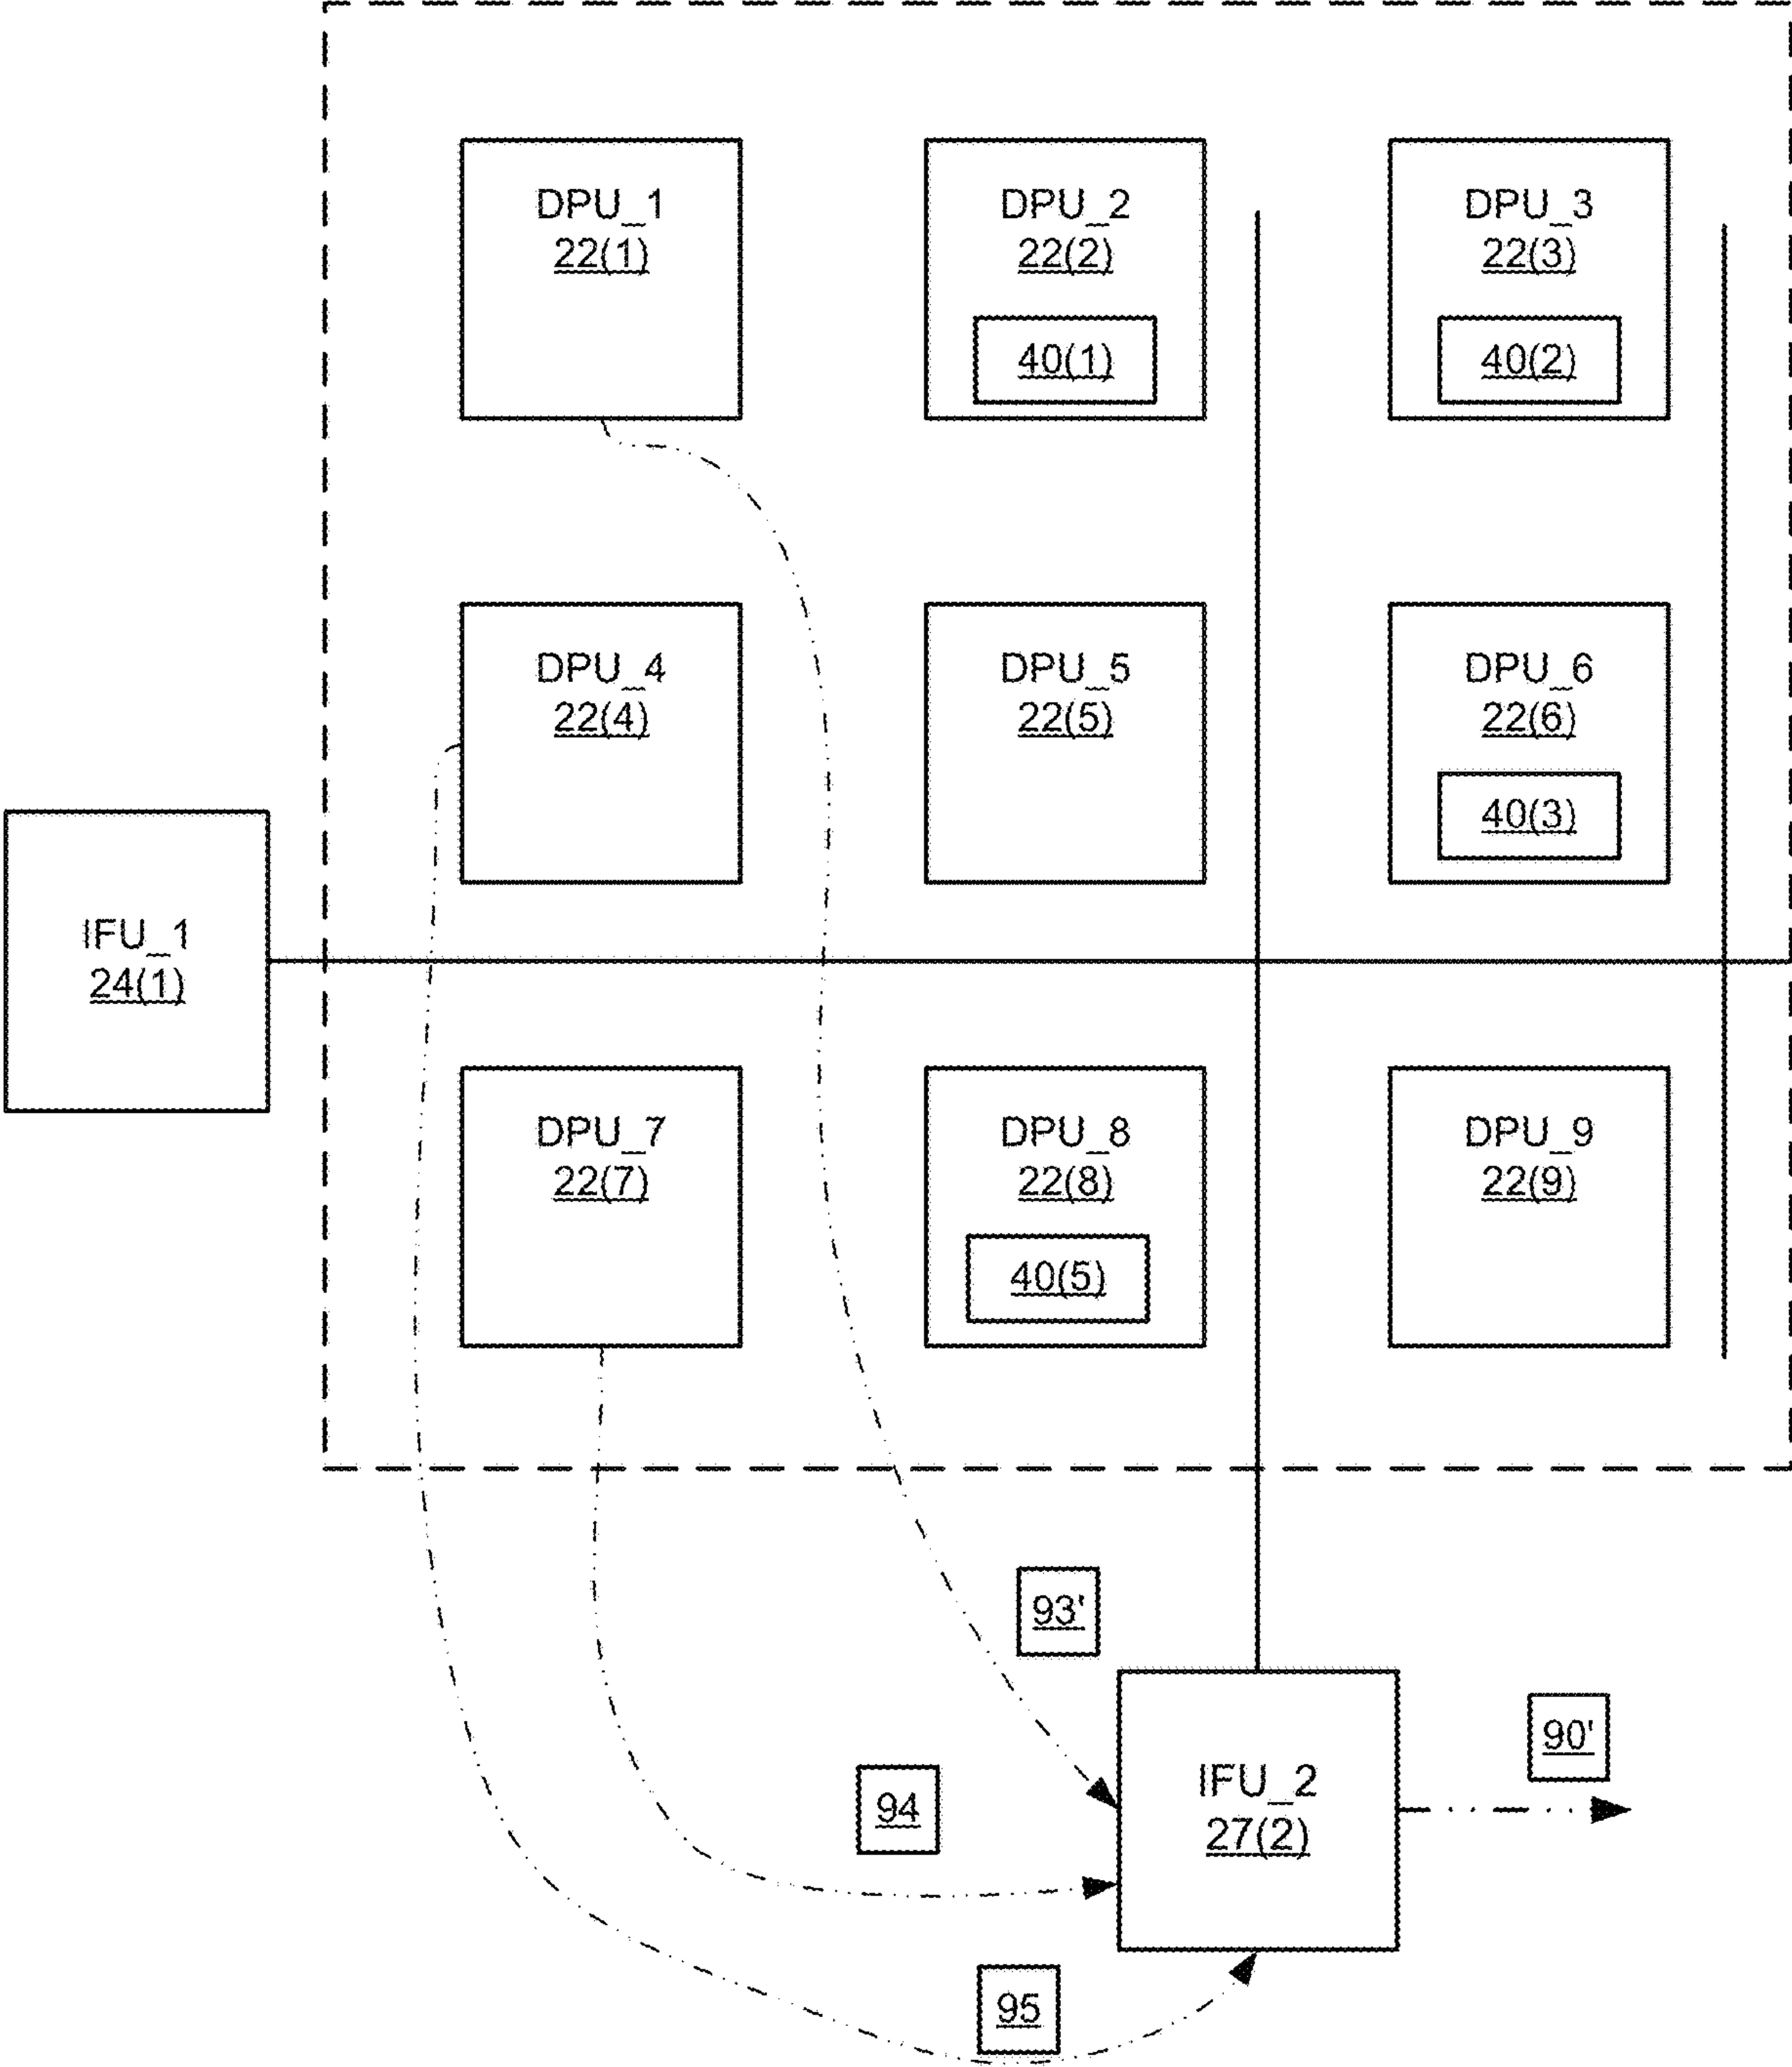 DPU_1
22(1)
DPU_2
22(2)
40(1)
DPU_3
22(3)
40(2)
DPU_4
22(4)
DPU_5
22(5)
DPU_6
22(6)
40(3)
IFU_1
24(1)
DPU_7
22(7)
DPU_8
22(8)
40(5)
DPU_9
22(9)
93'
90'
94
IFU_2
27(2)
95